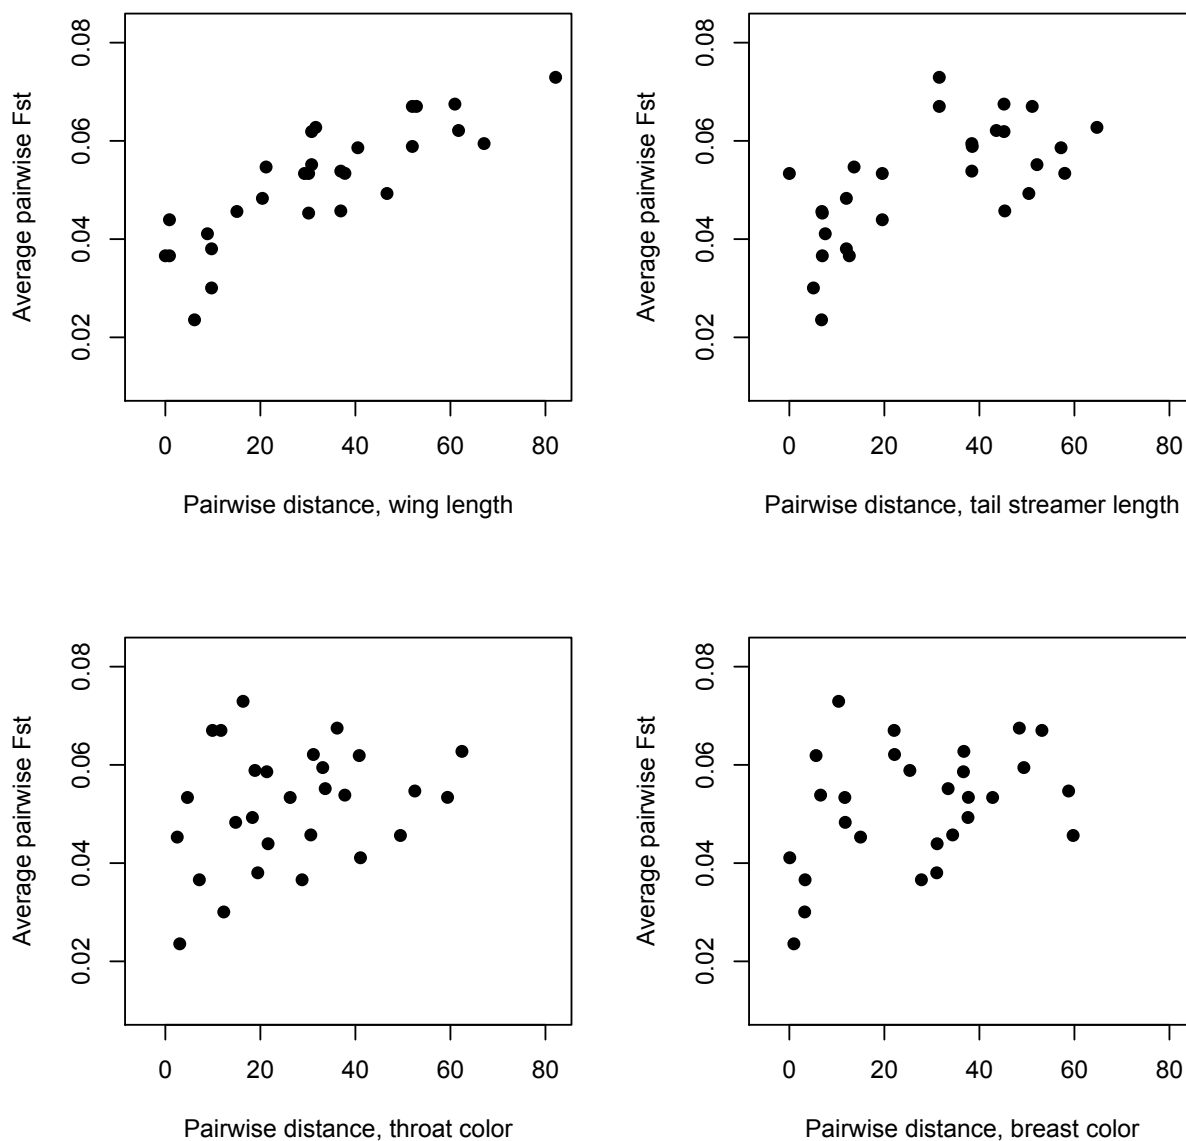 0.08
0.06
0.04
0.02
Average pairwise Fst
0 20 40 60 80
Pairwise distance, wing length
0.08
0.06
0.04
0.02
Average pairwise Fst
0 20 40 60 80
Pairwise distance, tail streamer length
0.08
0.06
0.04
0.02
Average pairwise Fst
0 20 40 60 80
Pairwise distance, throat color
0.08
0.06
0.04
0.02
Average pairwise Fst
0 20 40 60 80
Pairwise distance, breast color